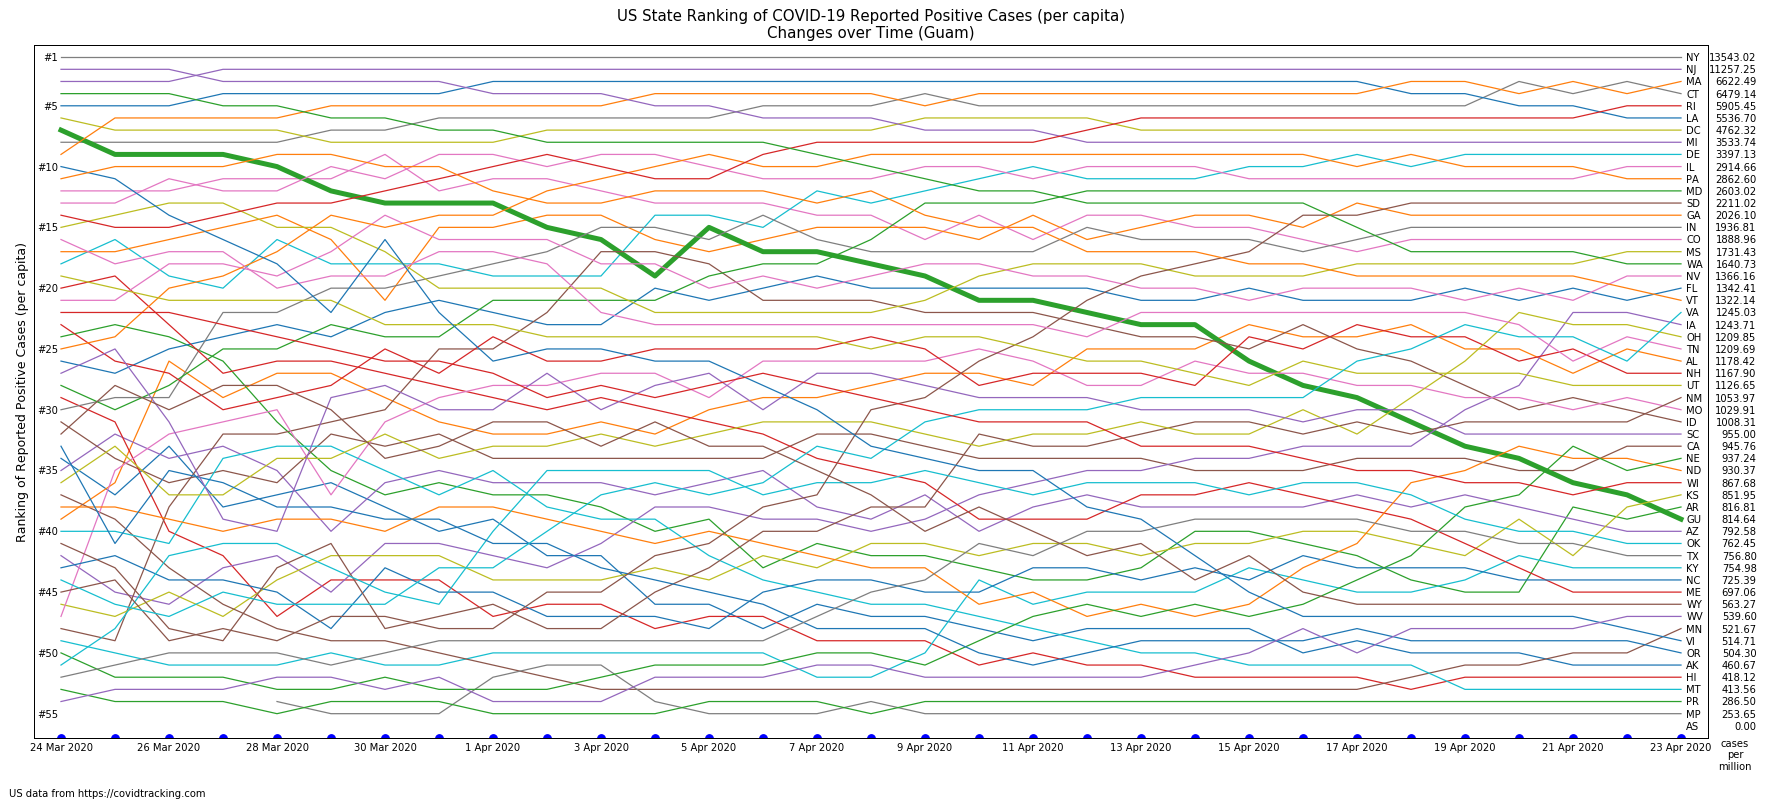 US State Ranking of COVID-19 Reported Positive Cases (per capita)
Changes over Time (Guam)
Ranking of Reported Positive Cases (per capita)
#1
#5
#10
#15
#20
#25
#30
#35
#40
#45
#50
#55
NY 13543.02
NJ 11257.25
MA 6622.49
CT 6479.14
RI 5905.45
LA 5536.70
DC 4762.32
MI 3533.74
DE 3397.13
IL 2914.66
PA 2862.60
MD 2603.02
SD 2211.02
GA 2026.10
IN 1936.81
CO 1888.96
MS 1731.43
WA 1640.73
NV 1366.16
FL 1342.41
VT 1322.14
VA 1245.03
IA 1243.71
OH 1209.85
TN 1209.69
AL 1178.42
NH 1167.90
UT 1126.65
NM 1053.97
MO 1029.91
ID 1008.31
SC 955.00
CA 945.76
NE 937.24
ND 930.37
WI 867.68
KS 851.95
AR 816.81
GU 814.64
AZ 792.58
OK 762.45
TX 756.80
KY 754.98
NC 725.39
ME 697.06
WY 563.27
WV 539.60
MN 521.67
VI 514.71
OR 504.30
AK 460.67
HI 418.12
MT 413.56
PR 286.50
MP 253.65
AS 0.00
24 Mar 2020 26 Mar 2020 28 Mar 2020 30 Mar 2020 1 Apr 2020 3 Apr 2020 5 Apr 2020 7 Apr 2020 9 Apr 2020 11 Apr 2020 13 Apr 2020 15 Apr 2020 17 Apr 2020 19 Apr 2020 21 Apr 2020 23 Apr 2020
cases
per
million
US data from https://covidtracking.com